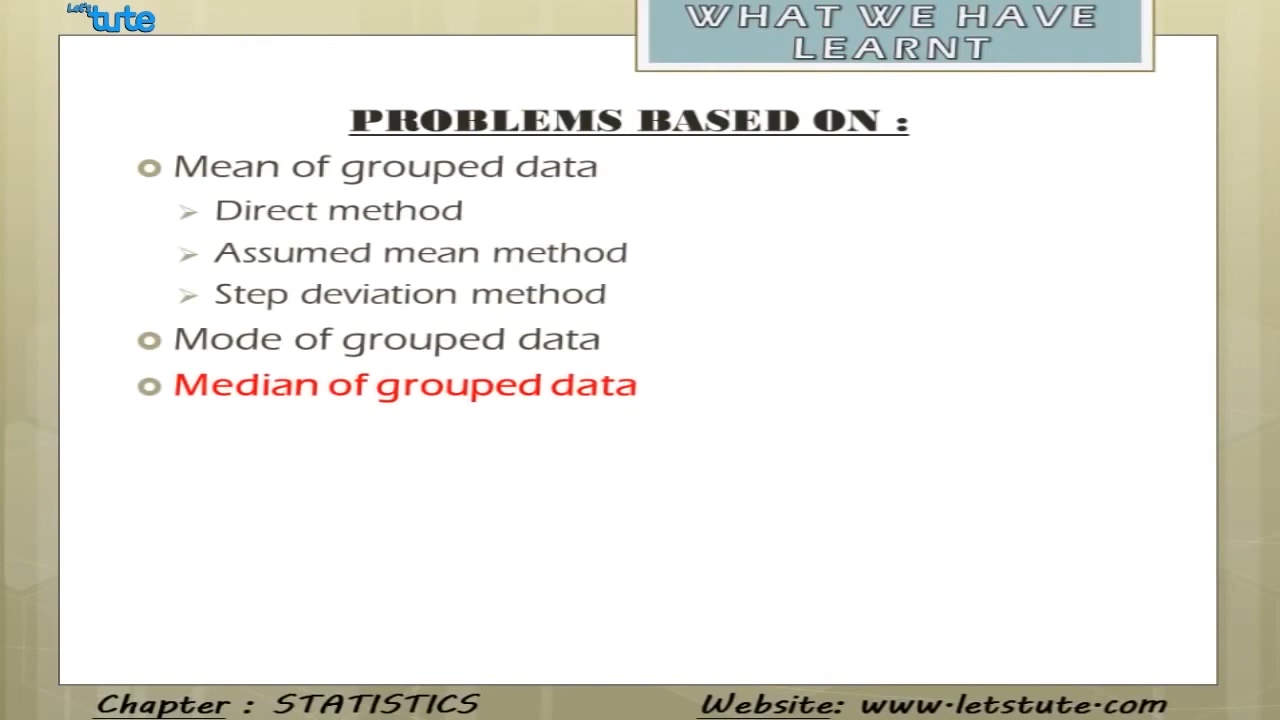 Let's
tute
WHAT WE HAVE
LEARNT
PROBLEMS BASED ON :
Mean of grouped data
Direct method
Assumed mean method
Step deviation method
Mode of grouped data
Median of grouped data
Chapter : STATISTICS
Website: www.letstute.com